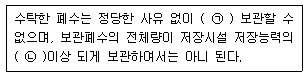 수탁한 폐수는 정당한 사유 없이 ( ㉠ ) 보관할 수
없으며, 보관폐수의 전체량이 저장시설 저장능력의
( ㉡ )이상 되게 보관하여서는 아니 된다.